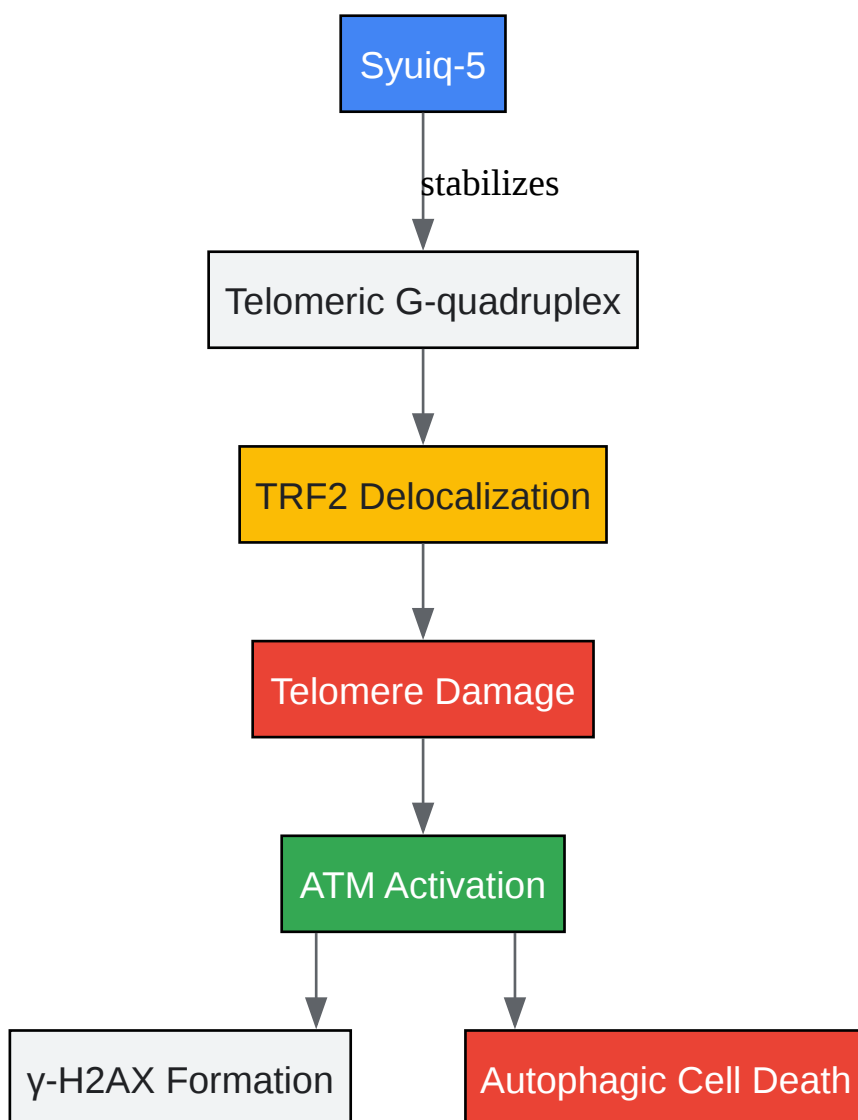 Syuiq-5
stabilizes
Telomeric G-quadruplex
TRF2 Delocalization
Telomere Damage
ATM Activation
γ-H2AX Formation
Autophagic Cell Death